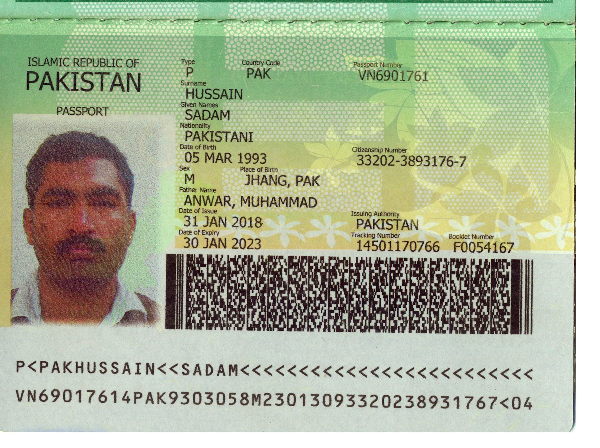 ISLAMIC REPUBLIC OF
PAKISTAN
PASSPORT
Type
P
Country Code
PAK
Passport Number
VN6901761
Surname
HUSSAIN
Given Names
SADAM
Nationality
PAKISTANI
Date of Birth
05 MAR 1993
Citizenship Number
33202-3893176-7
Sex
M
Place of Birth
JHANG, PAK
Father Name
ANWAR, MUHAMMAD
Date of Issue
31 JAN 2018
Issuing Authority
PAKISTAN
Date of Expiry
30 JAN 2023
Tracking Number
14501170766
Booklet Number
F0054167
P<PAKHUSSAIN<<SADAM<<<<<<<<<<<<<<<<<<<<<<<<<
VN69017614PAK9303058M23013093320238931767<04